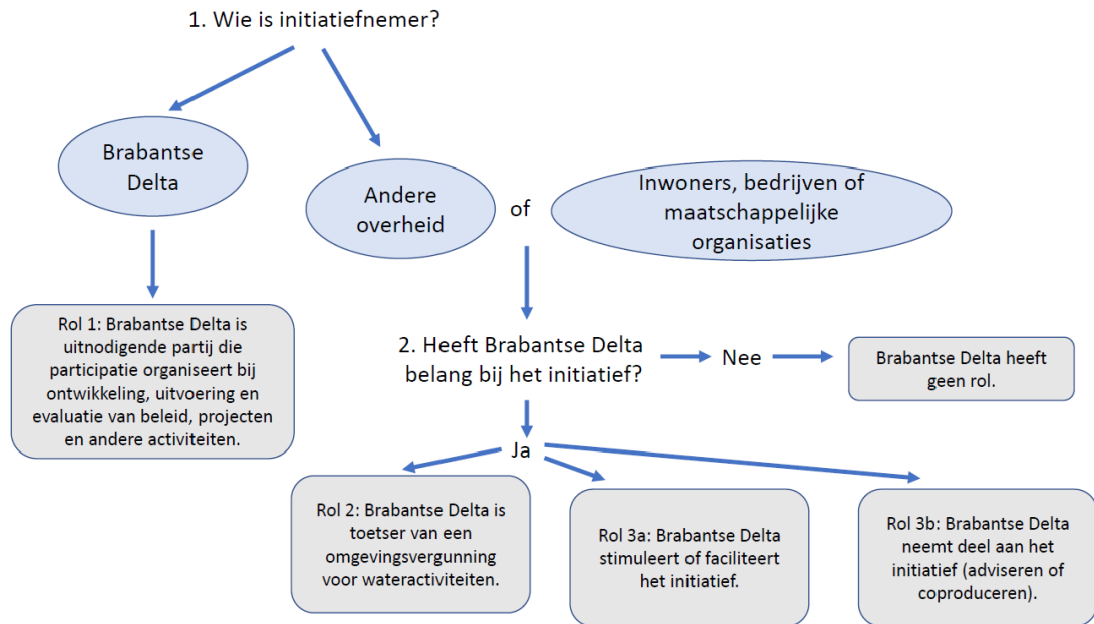 1. Wie is initiatiefnemer?
Brabantse
Delta
Andere
overheid
of
Inwoners, bedrijven of
maatschappelijke
organisaties
Rol 1: Brabantse Delta is
uitnodigende partij die
participatie organiseert bij
ontwikkeling, uitvoering en
evaluatie van beleid, projecten
en andere activiteiten.
2. Heeft Brabantse Delta
belang bij het initiatief?
Nee
Brabantse Delta heeft
geen rol.
Ja
Rol 2: Brabantse Delta is
toetser van een
omgevingsvergunning
voor wateractiviteiten.
Rol 3a: Brabantse Delta
stimuleert of faciliteert
het initiatief.
Rol 3b: Brabantse Delta
neemt deel aan het
initiatief (adviseren of
coproduceren).